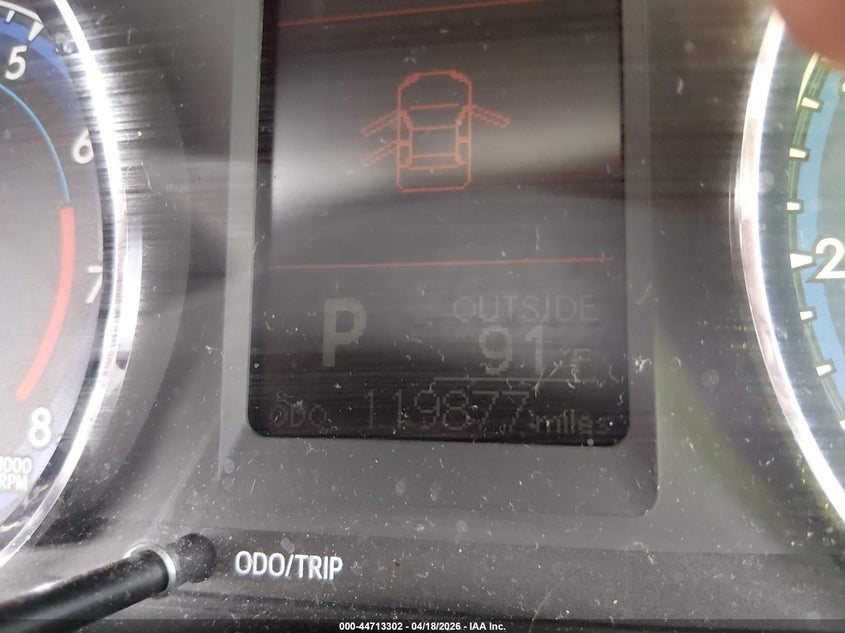 5
6
7
8
1000
RPM
2
P
OUTSIDE
91°F
ODO 119877 miles
ODO/TRIP
000-44713302 - 04/18/2026 - IAA Inc.